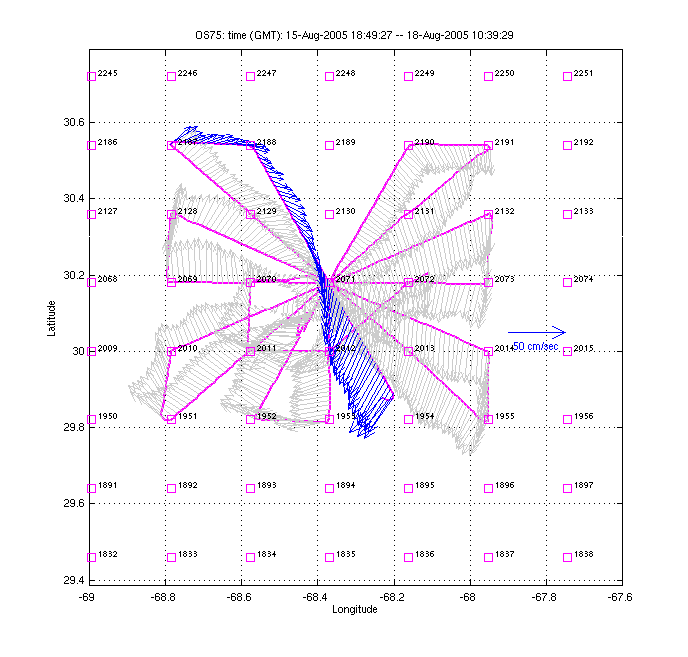 OS75: time (GMT): 15-Aug-2005 18:49:27 -- 18-Aug-2005 10:39:29
2245 2246 2247 2248 2249 2250 2251
30.6
2186 2187 2188 2189 2190 2191 2192
30.4
2127 2128 2129 2130 2131 2132 2133
30.2
2068 2069 2070 2071 2072 2073 2074
Latitude
50 cm/sec
30
2009 2010 2011 2013 2014 2015
29.8
1950 1951 1952 1953 1954 1955 1956
29.6
1891 1892 1893 1894 1895 1896 1897
29.4
1832 1833 1834 1835 1836 1837 1838
-69 -68.8 -68.6 -68.4 -68.2 -68 -67.8 -67.6
Longitude